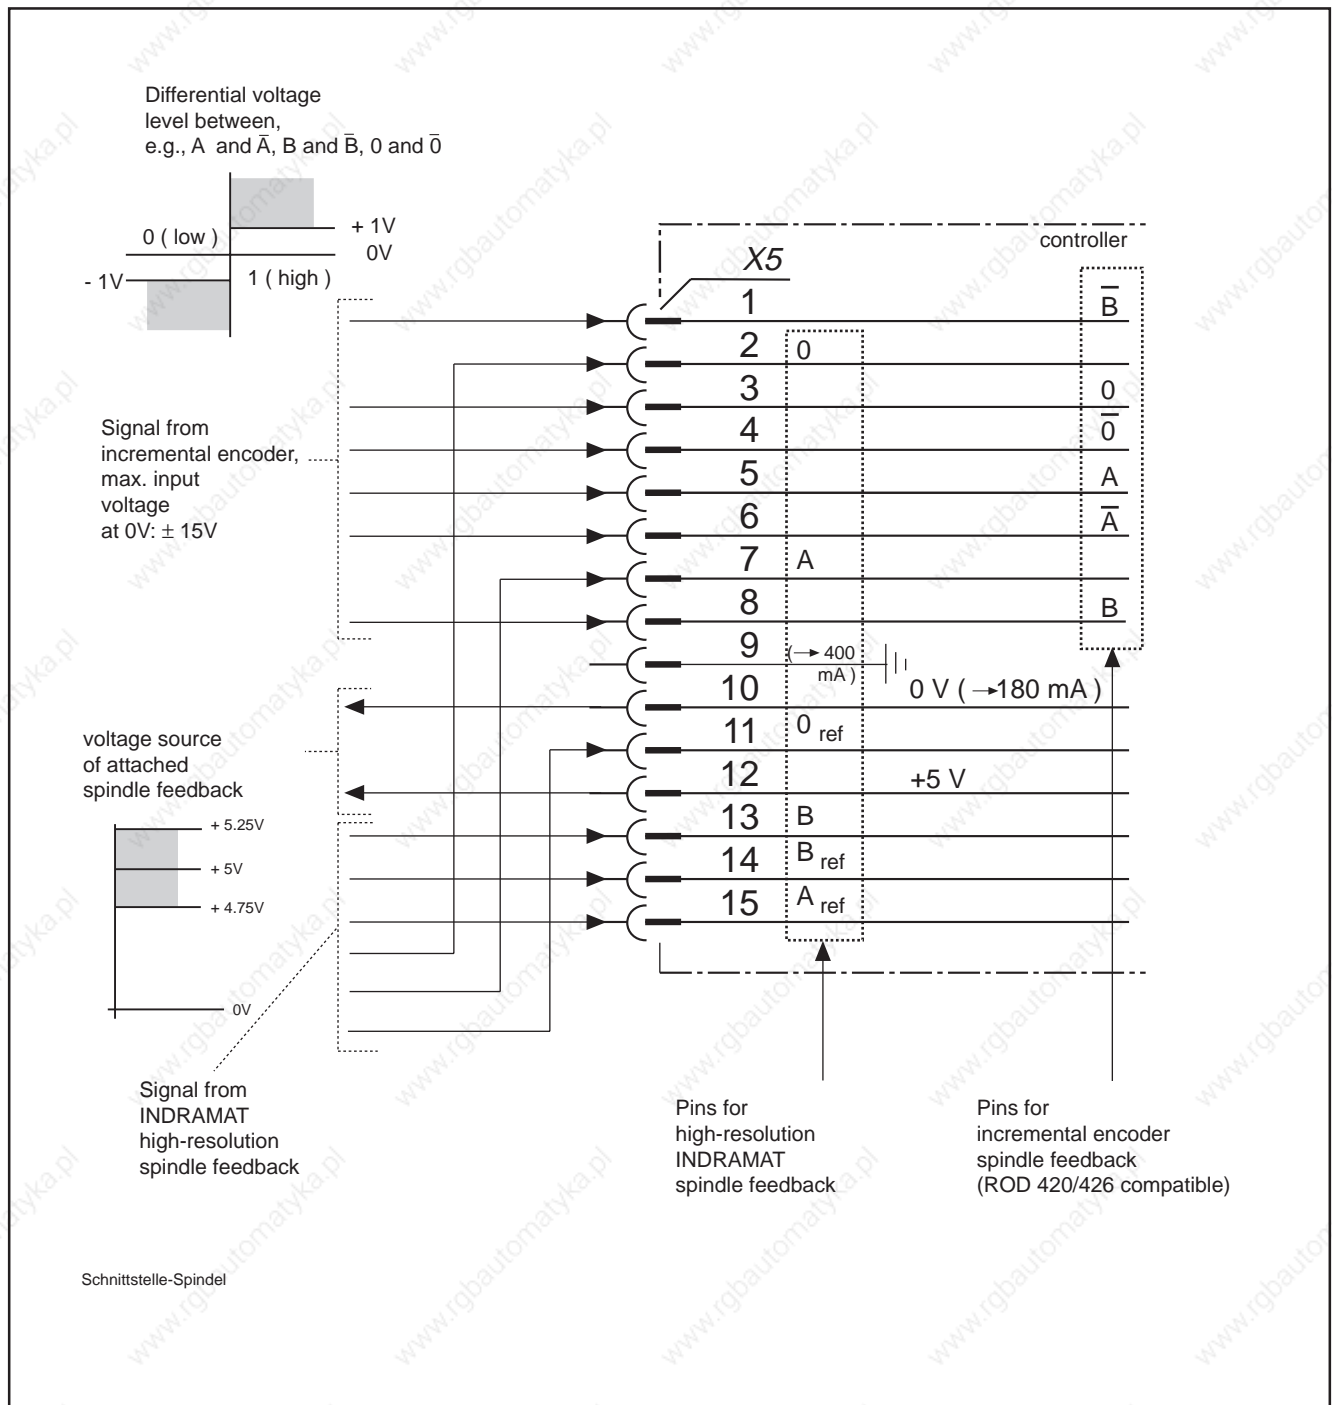 Differential voltage
level between,
e.g., A and A̅, B and B̅, 0 and 0̅
0 ( low )
+ 1V
0V
- 1V
1 ( high )
controller
X5
1
B̅
2
0
3
0
4
0̅
5
A
6
A̅
7
A
8
B
9
( → 400
mA )
10
0 V ( →180 mA )
11
0 ref
12
+5 V
13
B
14
B ref
15
A ref
Signal from
incremental encoder,
max. input
voltage
at 0V: ± 15V
voltage source
of attached
spindle feedback
+ 5.25V
+ 5V
+ 4.75V
0V
Signal from
INDRAMAT
high-resolution
spindle feedback
Pins for
high-resolution
INDRAMAT
spindle feedback
Pins for
incremental encoder
spindle feedback
(ROD 420/426 compatible)
Schnittstelle-Spindel
www.rgbautomatyka.pl